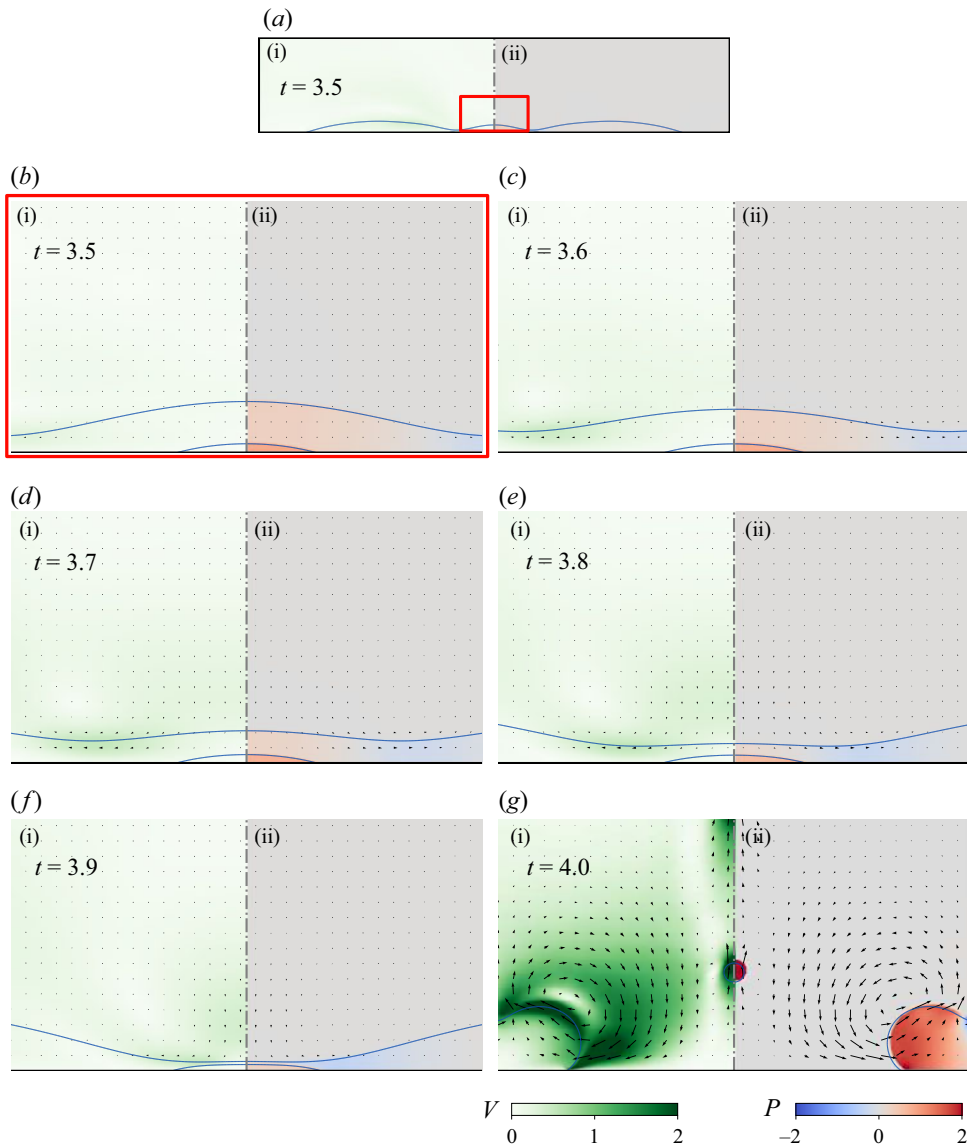 (a)
(i) (ii)
t = 3.5
(b) (c)
(i) (ii) (i) (ii)
t = 3.5 t = 3.6
(d) (e)
(i) (ii) (i) (ii)
t = 3.7 t = 3.8
(f) (g)
(i) (ii) (i) (ii)
t = 3.9 t = 4.0
V P
0 1 2 −2 0 2